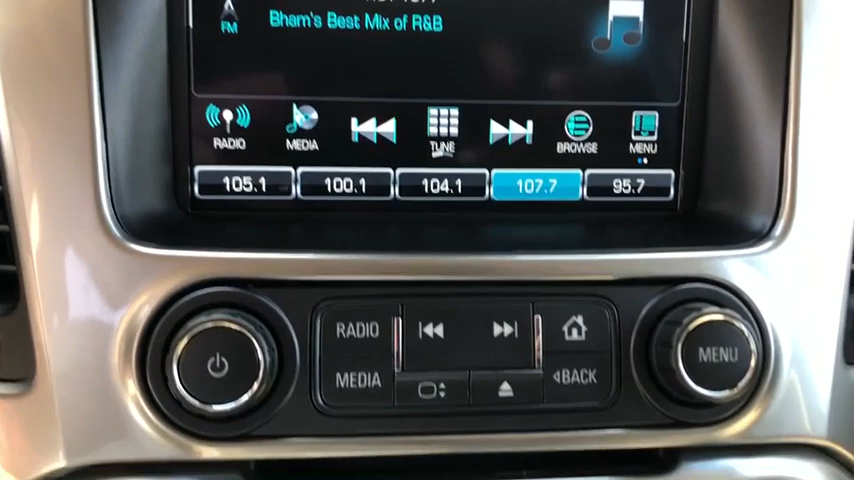 FM
Bham's Best Mix of R&B
RADIO MEDIA TUNE BROWSE MENU
105.1 100.1 104.1 107.7 95.7
RADIO MENU
MEDIA BACK